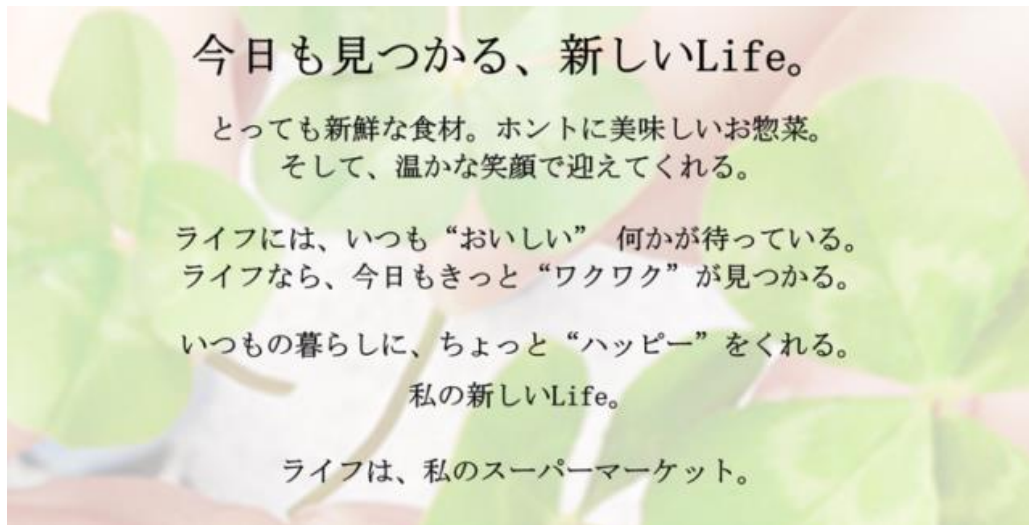 今日も見つかる、新しいLife。
とっても新鮮な食材。ホントに美味しいお惣菜。
そして、温かな笑顔で迎えてくれる。
ライフには、いつも“おいしい” 何かが待っている。
ライフなら、今日もきっと“ワクワク”が見つかる。
いつもの暮らしに、ちょっと“ハッピー”をくれる。
私の新しいLife。
ライフは、私のスーパーマーケット。